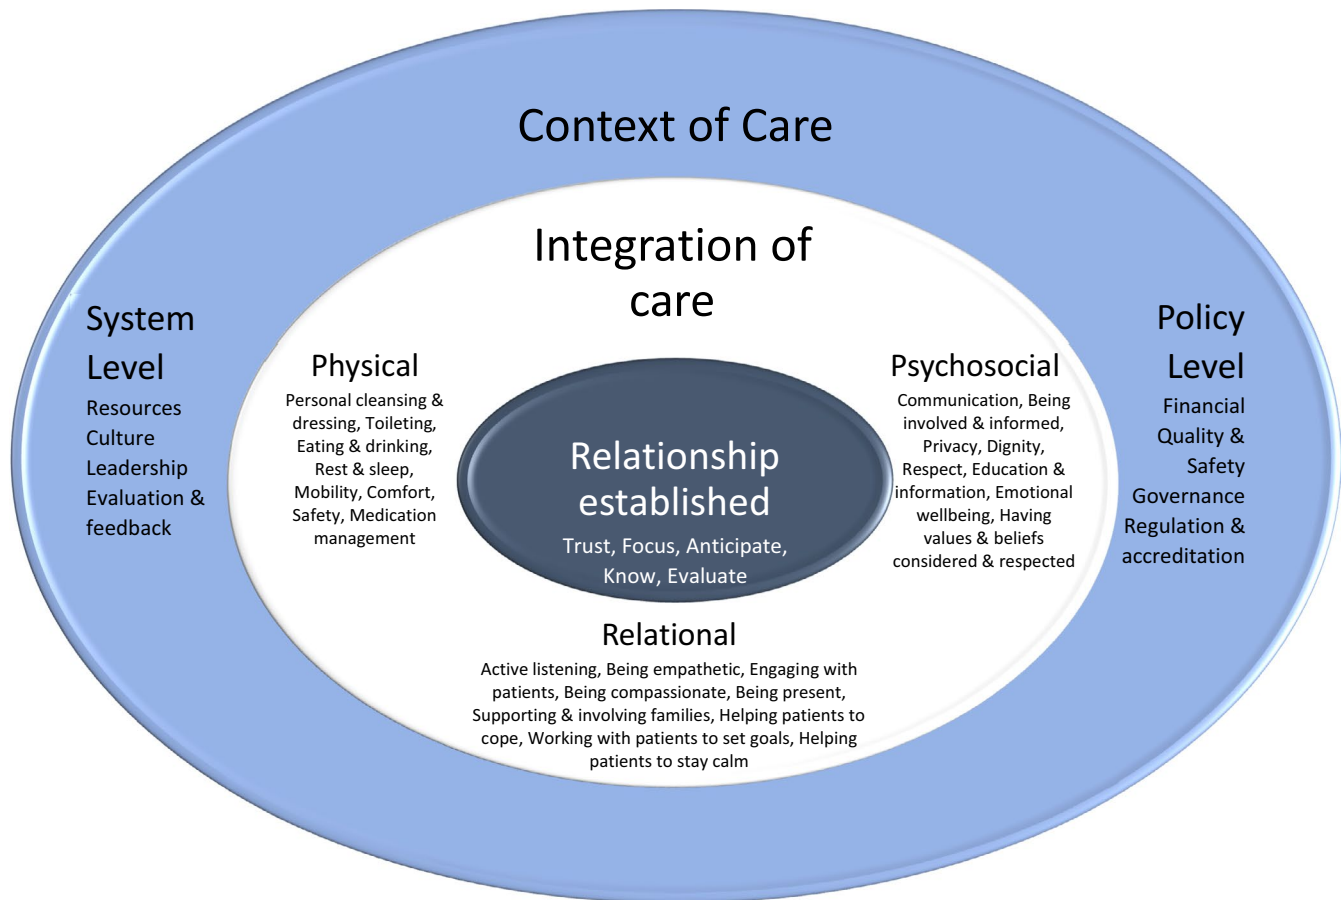 Context of Care
Integration of
care
System
Level
Resources
Culture
Leadership
Evaluation &
feedback
Physical
Personal cleansing &
dressing, Toileting,
Eating & drinking,
Rest & sleep,
Mobility, Comfort,
Safety, Medication
management
Relationship
established
Trust, Focus, Anticipate,
Know, Evaluate
Psychosocial
Communication, Being
involved & informed,
Privacy, Dignity,
Respect, Education &
information, Emotional
wellbeing, Having
values & beliefs
considered & respected
Policy
Level
Financial
Quality &
Safety
Governance
Regulation &
accreditation
Relational
Active listening, Being empathetic, Engaging with
patients, Being compassionate, Being present,
Supporting & involving families, Helping patients to
cope, Working with patients to set goals, Helping
patients to stay calm